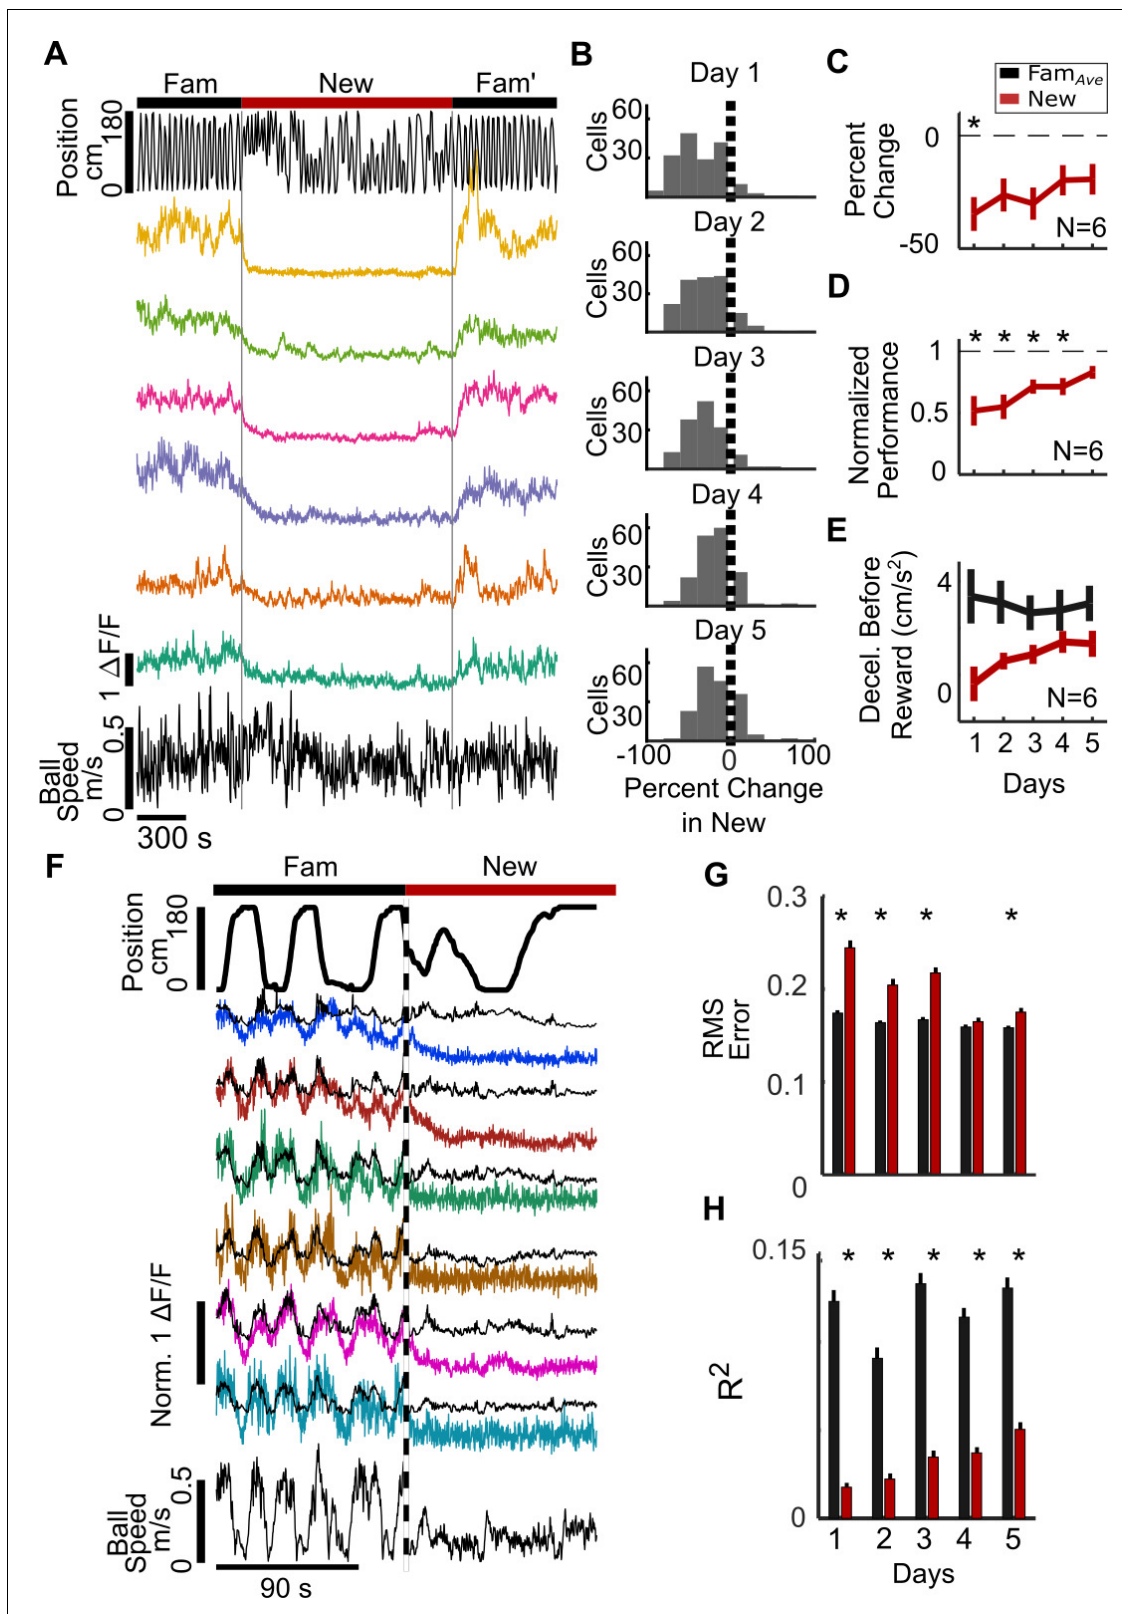 A
Fam New Fam'
Position
cm
0 180
1 ΔF/F
Ball
Speed
m/s
0 0.5
300 s
B
Day 1
Cells
60
30
Day 2
Cells
60
30
Day 3
Cells
60
30
Day 4
Cells
60
30
Day 5
Cells
60
30
-100 0 100
Percent Change
in New
C
Fam Ave
New
Percent
Change
0
-50
*
N=6
D
Normalized
Performance
1
0.5
0
* * * *
N=6
E
Decel. Before
Reward (cm/s²)
4
0
N=6
1 2 3 4 5
Days
F
Fam New
Position
cm
0 180
Norm. 1 ΔF/F
Ball
Speed
m/s
0 0.5
90 s
G
RMS
Error
0.3
0.2
0.1
0
* * * *
H
R²
0.15
0
* * * * *
1 2 3 4 5
Days